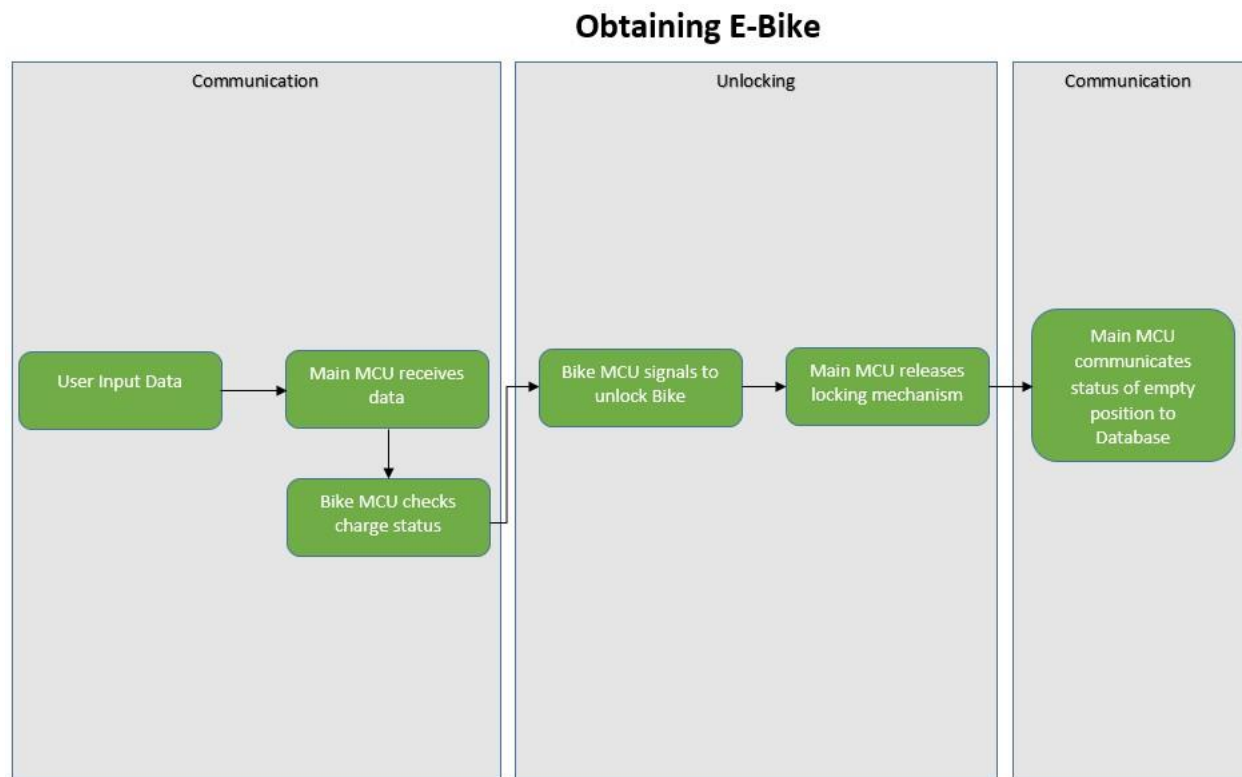 Obtaining E-Bike
Communication
Unlocking
Communication
User Input Data
Main MCU receives
data
Bike MCU checks
charge status
Bike MCU signals to
unlock Bike
Main MCU releases
locking mechanism
Main MCU
communicates
status of empty
position to
Database